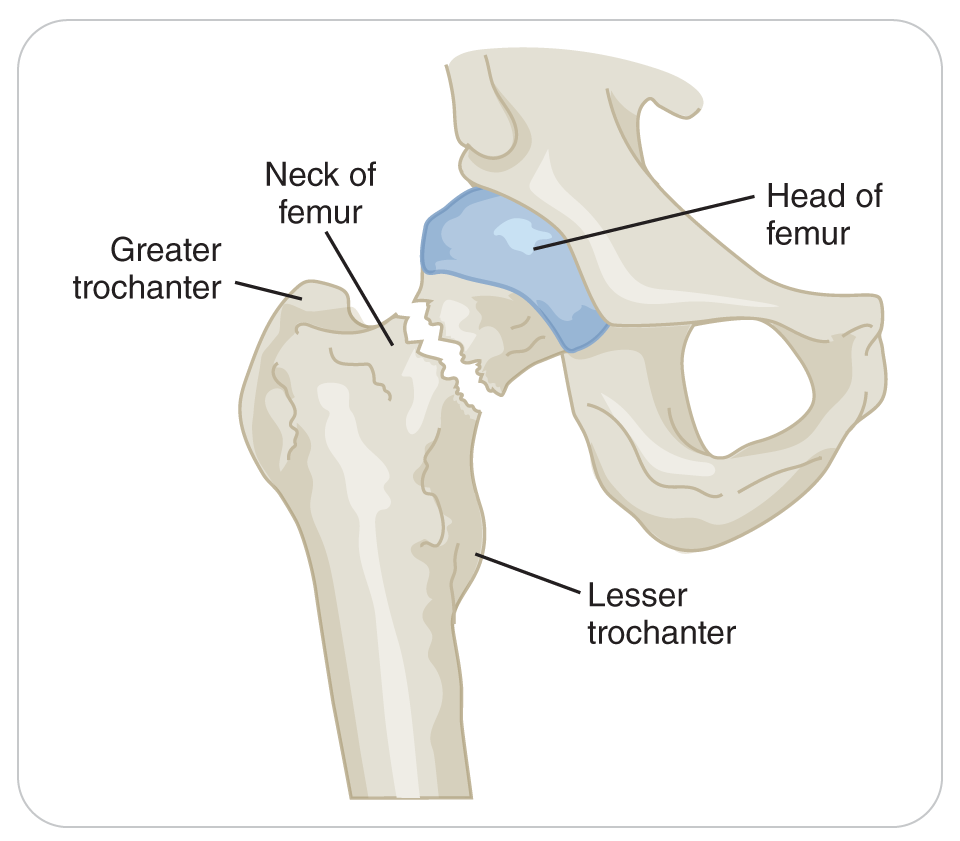 Neck of
femur
Head of
femur
Greater
trochanter
Lesser
trochanter